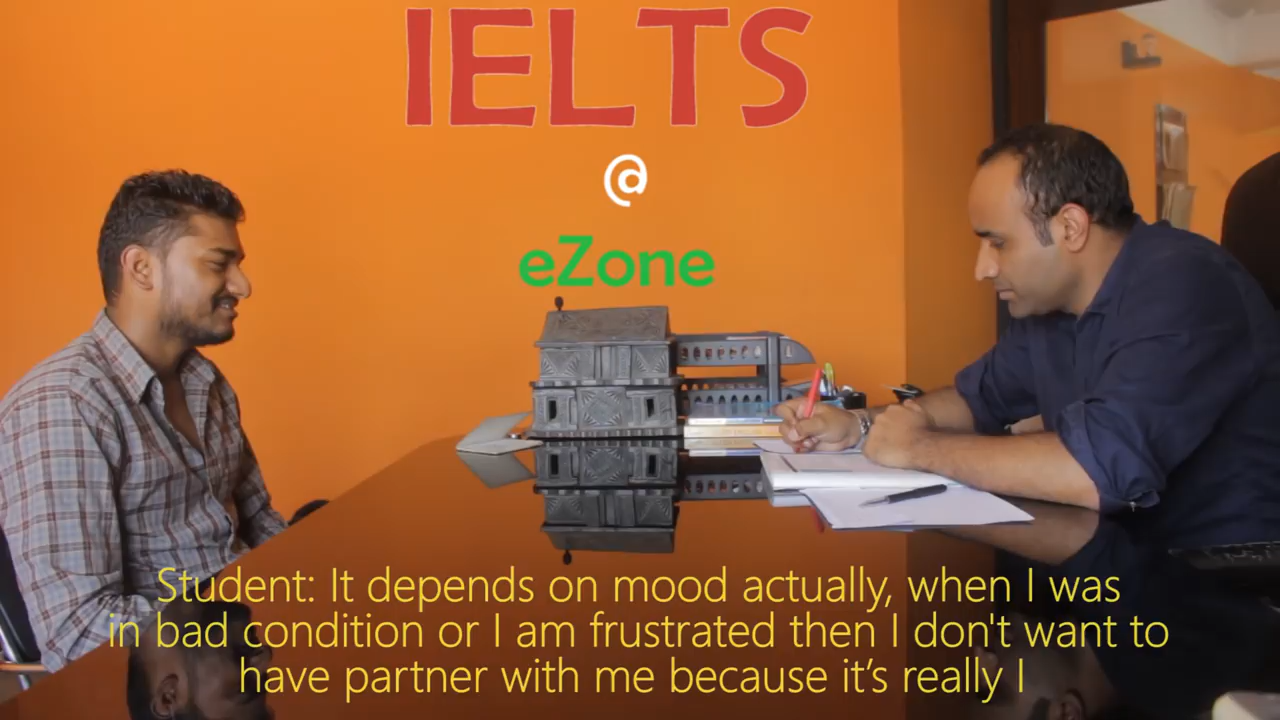 IELTS
@
eZone
Student: It depends on mood actually, when I was
in bad condition or I am frustrated then I don't want to
have partner with me because it’s really I